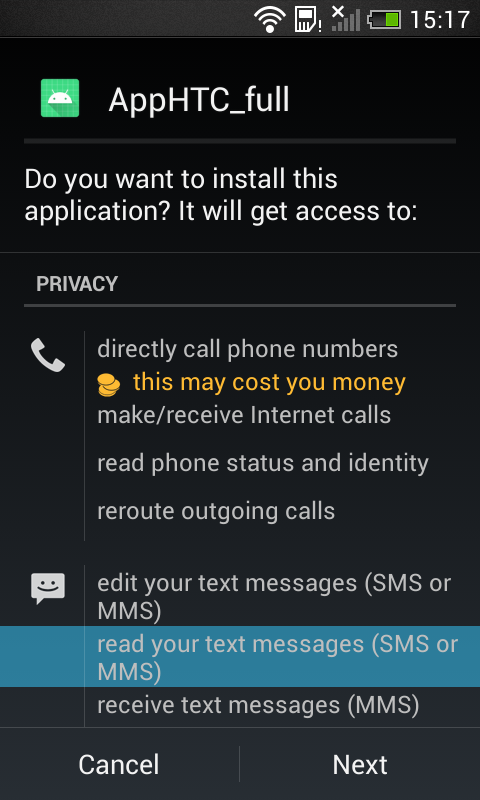 15:17
AppHTC_full
Do you want to install this
application? It will get access to:
PRIVACY
directly call phone numbers
this may cost you money
make/receive Internet calls
read phone status and identity
reroute outgoing calls
edit your text messages (SMS or
MMS)
read your text messages (SMS or
MMS)
receive text messages (MMS)
Cancel
Next